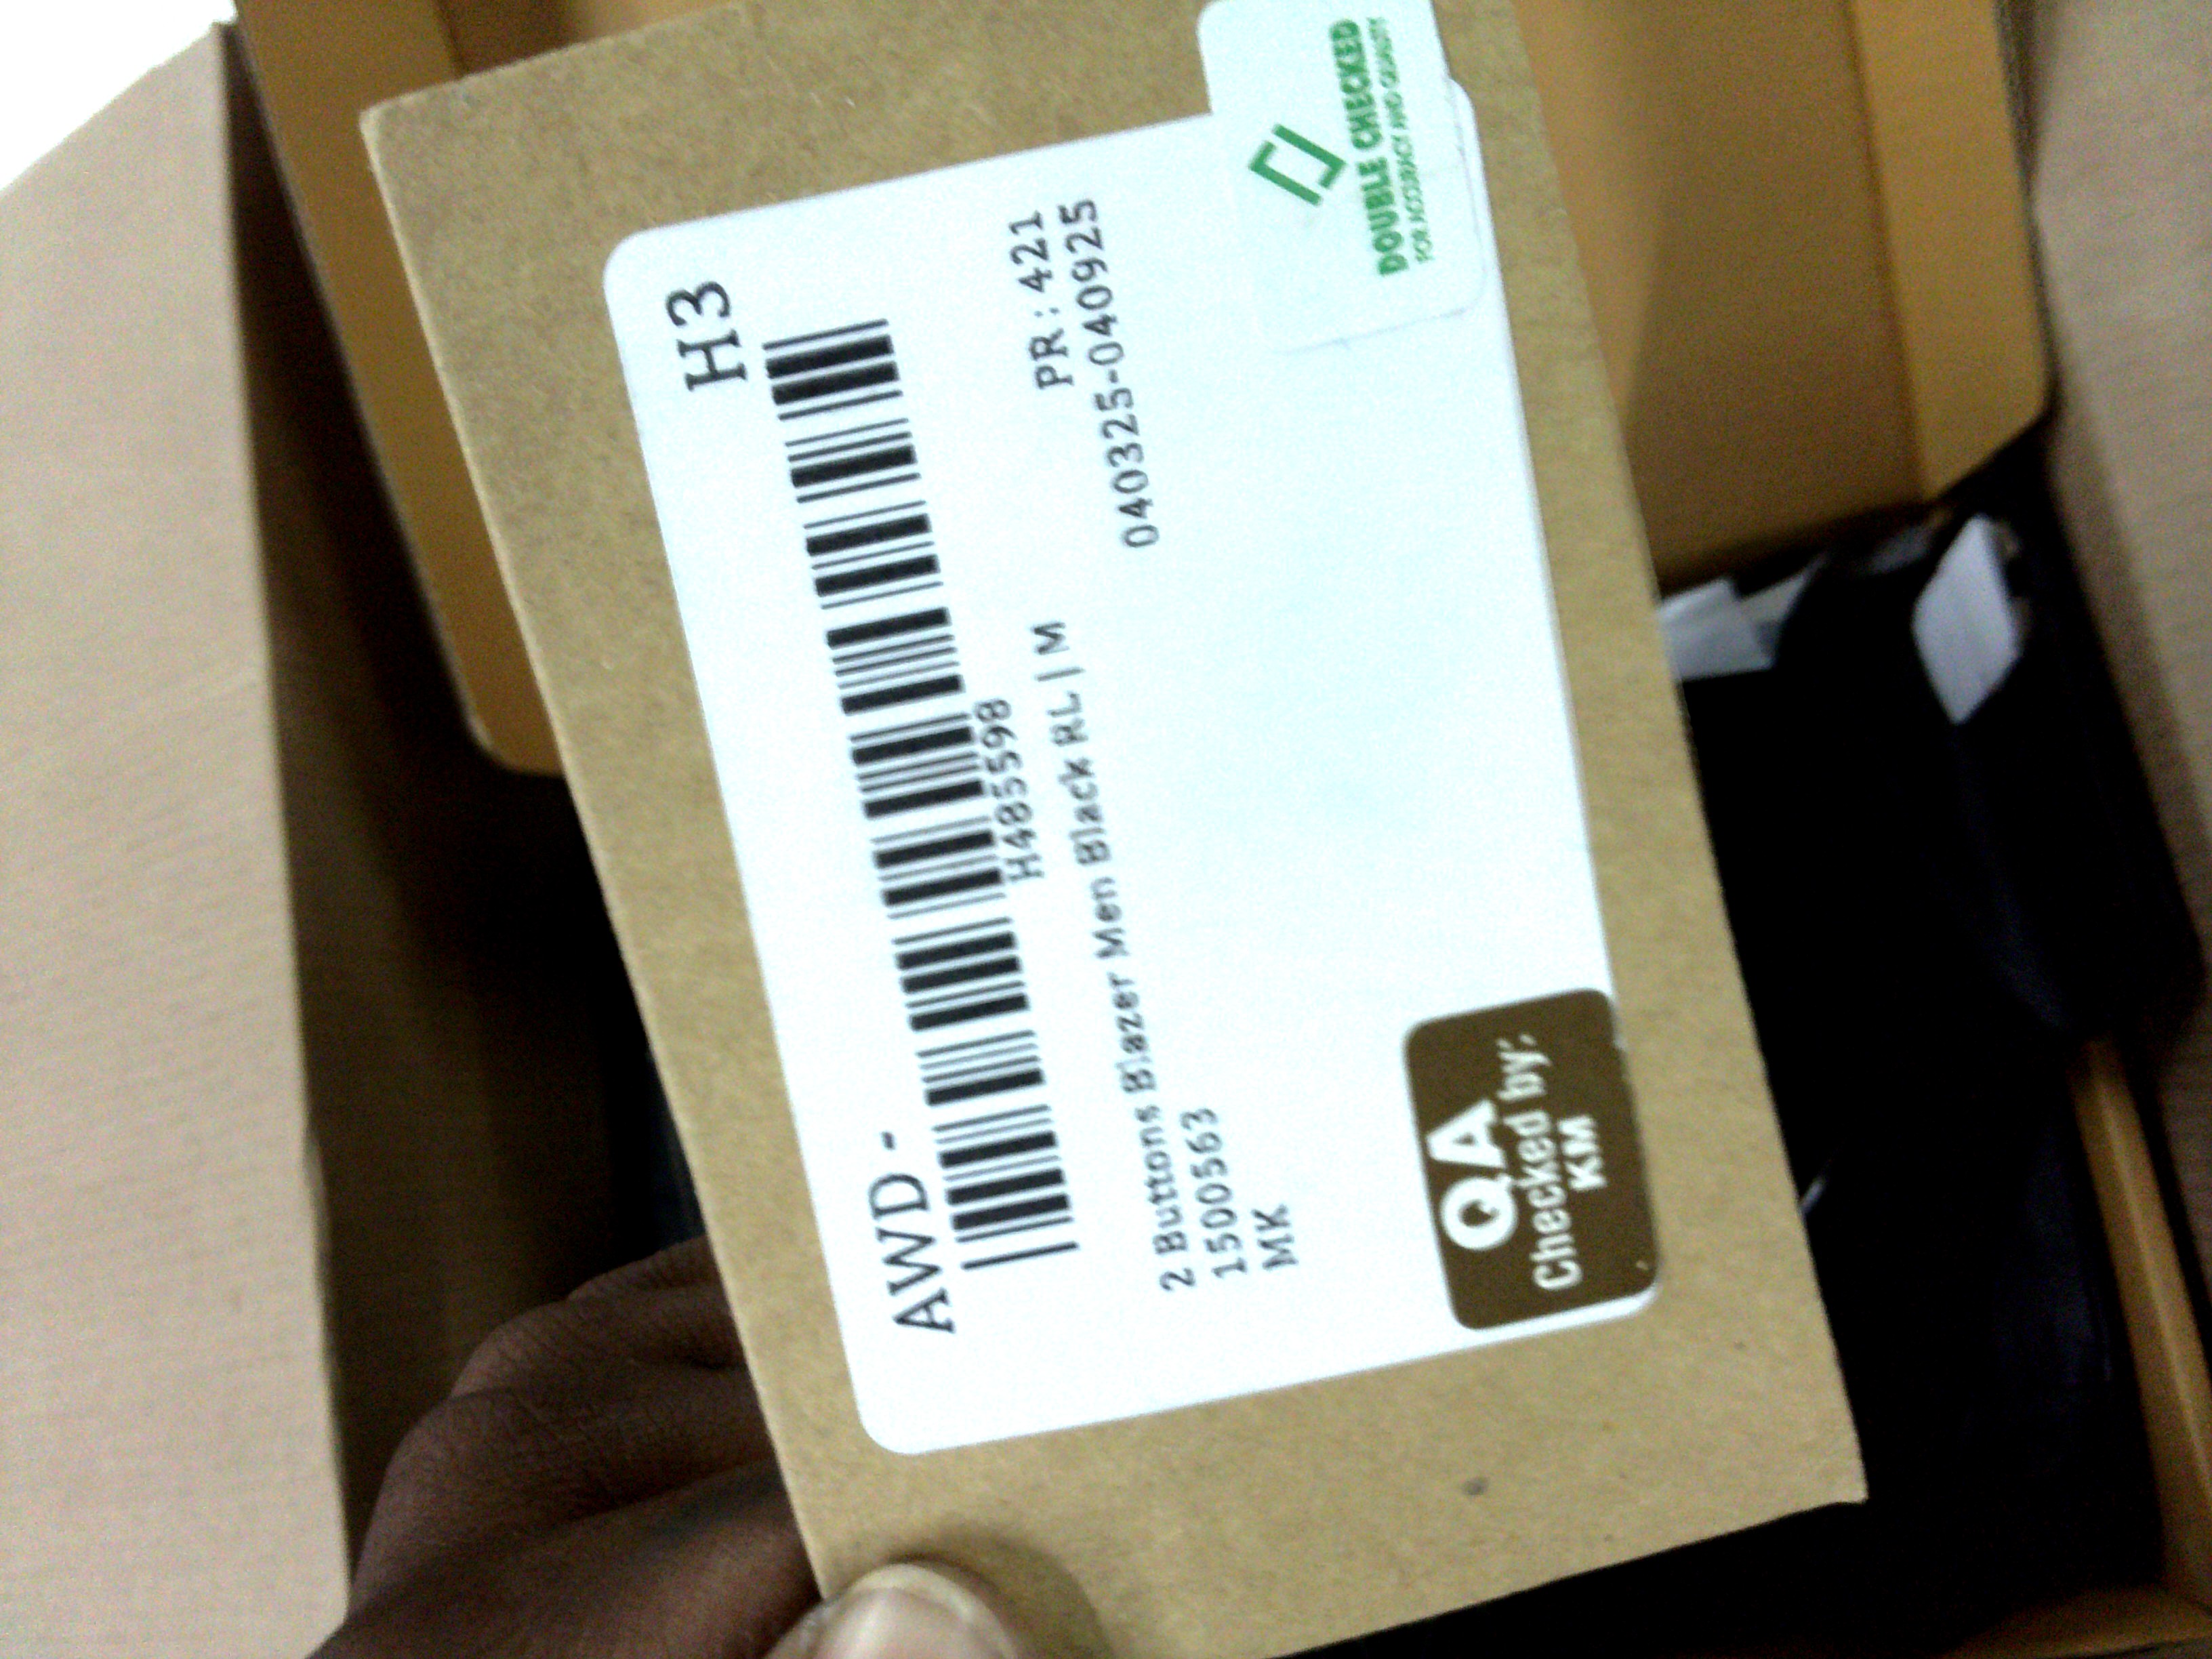 AWD - H3
H485598
2 Buttons Blazer Men Black RL | M PR: 421
1500563 040325-040925
MK
QA
Checked by:
KM
DOUBLE CHECKED
FOR ACCURACY AND QUALITY